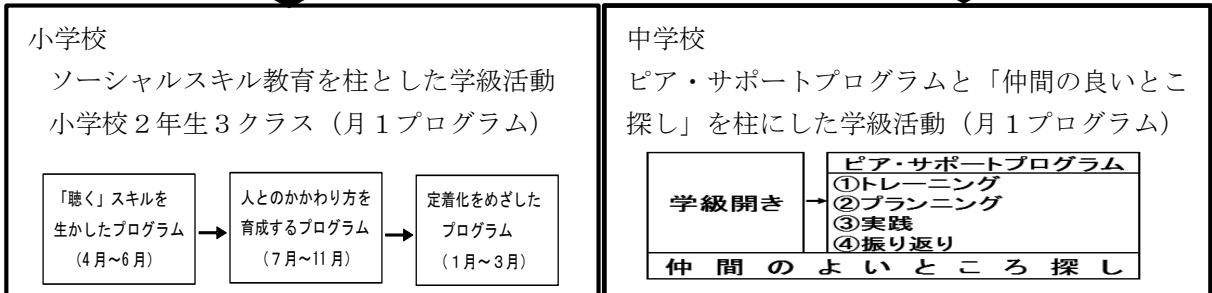 小学校
ソーシャルスキル教育を柱とした学級活動
小学校２年生３クラス（月１プログラム）
「聴く」スキルを
生かしたプログラム
（4月～6月）
人とのかかわり方を
育成するプログラム
（7月～11月）
定着化をめざした
プログラム
（1月～3月）
中学校
ピア・サポートプログラムと「仲間の良いとこ
探し」を柱にした学級活動（月１プログラム）
学級開き
ピア・サポートプログラム
①トレーニング
②プランニング
③実践
④振り返り
仲間のよいところ探し